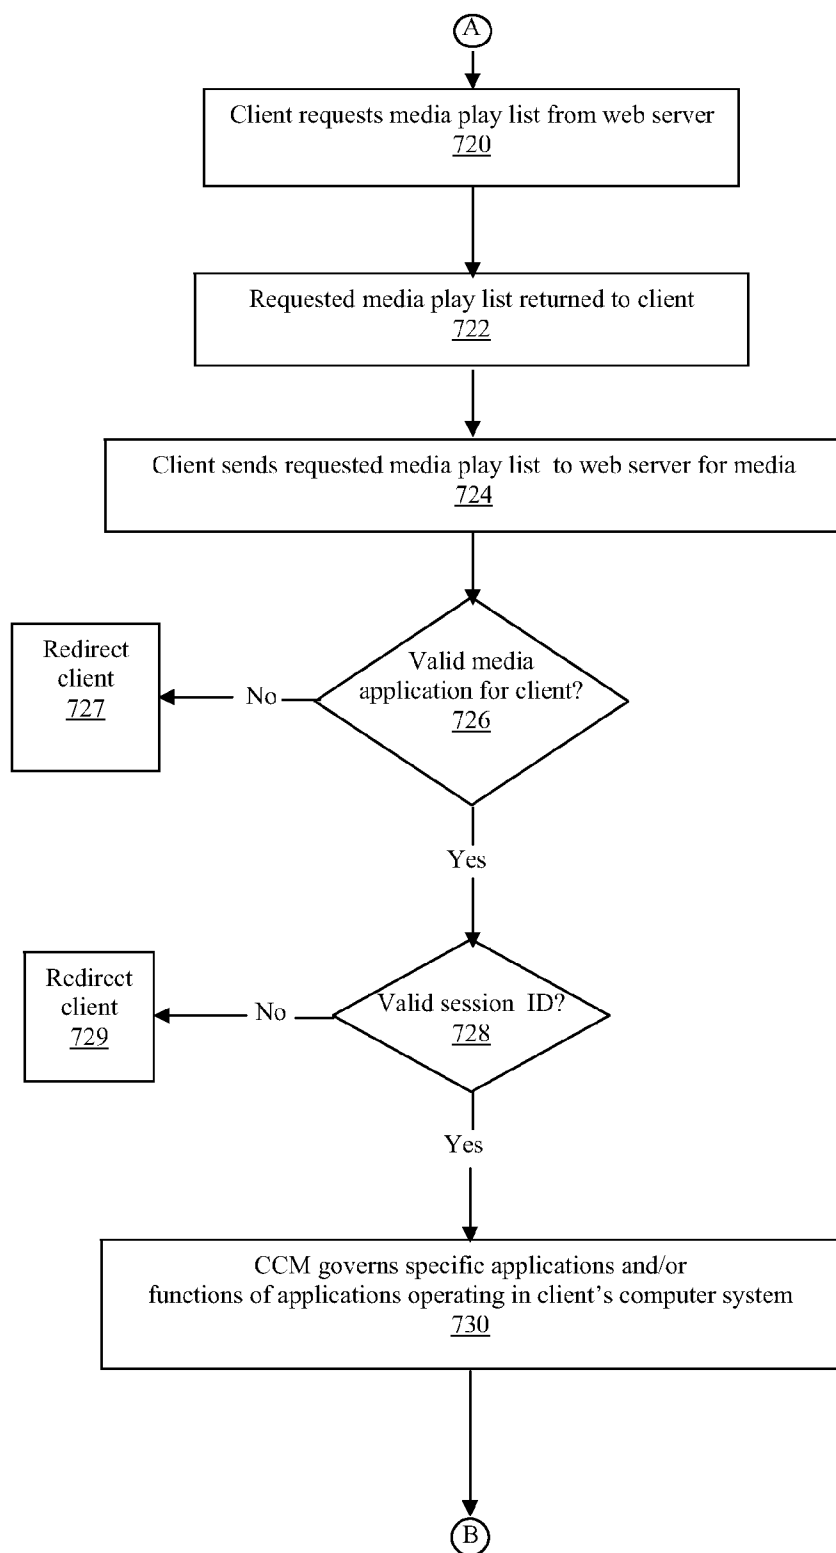 A
Client requests media play list from web server
720
Requested media play list returned to client
722
Client sends requested media play list to web server for media
724
Redirect
client
727
No
Valid media
application for client?
726
Yes
Redirect
client
729
No
Valid session ID?
728
Yes
CCM governs specific applications and/or
functions of applications operating in client's computer system
730
B